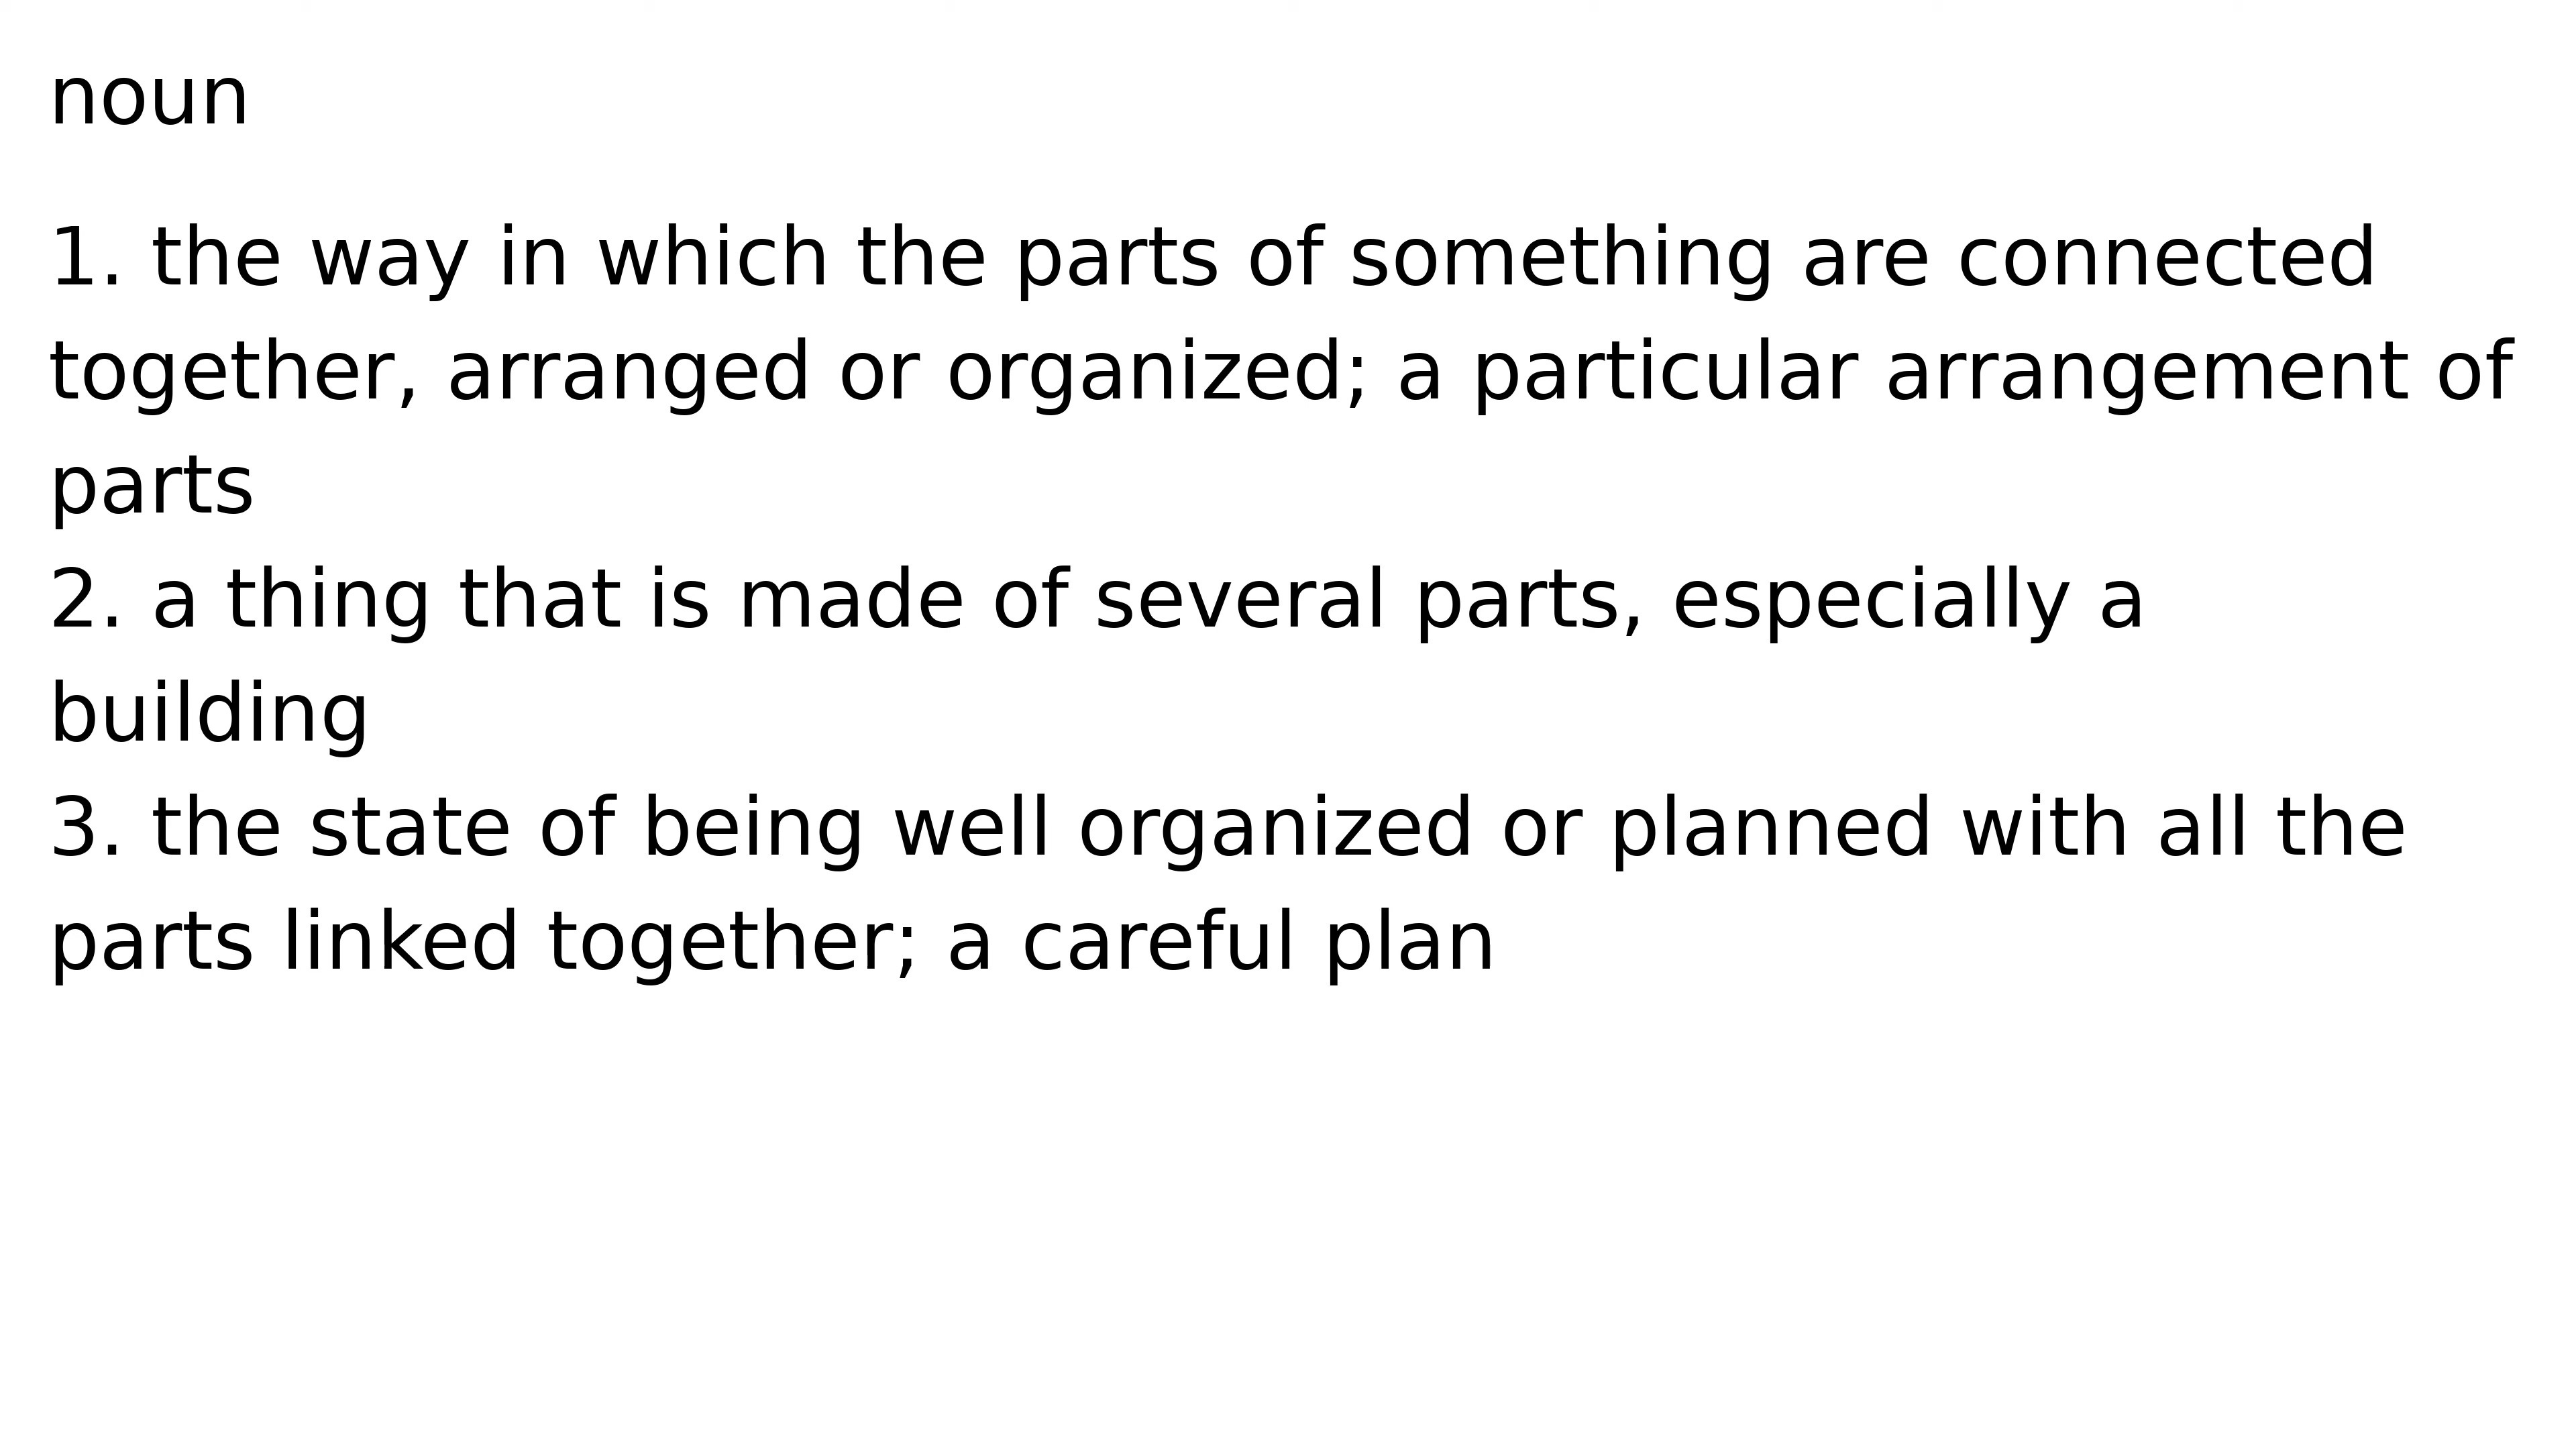 noun
1. the way in which the parts of something are connected
together, arranged or organized; a particular arrangement of
parts
2. a thing that is made of several parts, especially a
building
3. the state of being well organized or planned with all the
parts linked together; a careful plan